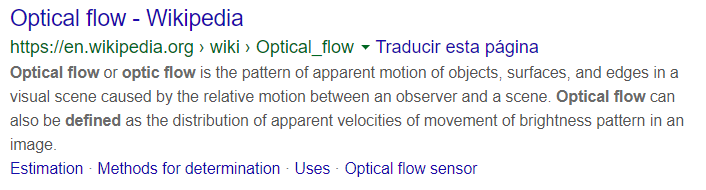 Optical flow - Wikipedia
https://en.wikipedia.org › wiki › Optical_flow ▾ Traducir esta página
Optical flow or optic flow is the pattern of apparent motion of objects, surfaces, and edges in a
visual scene caused by the relative motion between an observer and a scene. Optical flow can
also be defined as the distribution of apparent velocities of movement of brightness pattern in an
image.
Estimation · Methods for determination · Uses · Optical flow sensor